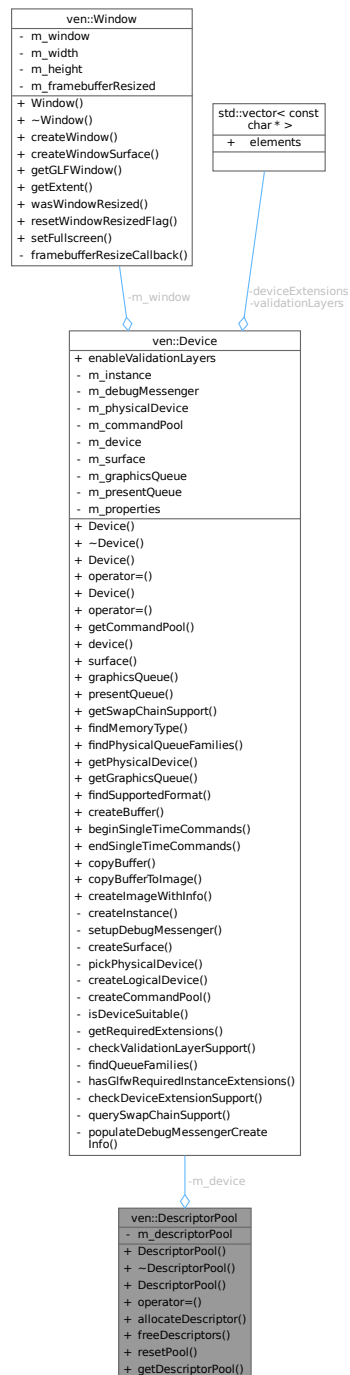 ven::Window
- m_window
- m_width
- m_height
- m_framebufferResized
+ Window()
+ ~Window()
+ createWindow()
+ createWindowSurface()
+ getGLFWindow()
+ getExtent()
+ wasWindowResized()
+ resetWindowResizedFlag()
+ setFullscreen()
- framebufferResizeCallback()
std::vector< const
char * >
+ elements
-m_window
-deviceExtensions
-validationLayers
ven::Device
+ enableValidationLayers
- m_instance
- m_debugMessenger
- m_physicalDevice
- m_commandPool
- m_device
- m_surface
- m_graphicsQueue
- m_presentQueue
- m_properties
+ Device()
+ ~Device()
+ Device()
+ operator=()
+ Device()
+ operator=()
+ getCommandPool()
+ device()
+ surface()
+ graphicsQueue()
+ presentQueue()
+ getSwapChainSupport()
+ findMemoryType()
+ findPhysicalQueueFamilies()
+ getPhysicalDevice()
+ getGraphicsQueue()
+ findSupportedFormat()
+ createBuffer()
+ beginSingleTimeCommands()
+ endSingleTimeCommands()
+ copyBuffer()
+ copyBufferToImage()
+ createImageWithInfo()
- createInstance()
- setupDebugMessenger()
- createSurface()
- pickPhysicalDevice()
- createLogicalDevice()
- createCommandPool()
- isDeviceSuitable()
- getRequiredExtensions()
- checkValidationLayerSupport()
- findQueueFamilies()
- hasGlfwRequiredInstanceExtensions()
- checkDeviceExtensionSupport()
- querySwapChainSupport()
- populateDebugMessengerCreate
Info()
-m_device
ven::DescriptorPool
- m_descriptorPool
+ DescriptorPool()
+ ~DescriptorPool()
+ DescriptorPool()
+ operator=()
+ allocateDescriptor()
+ freeDescriptors()
+ resetPool()
+ getDescriptorPool()